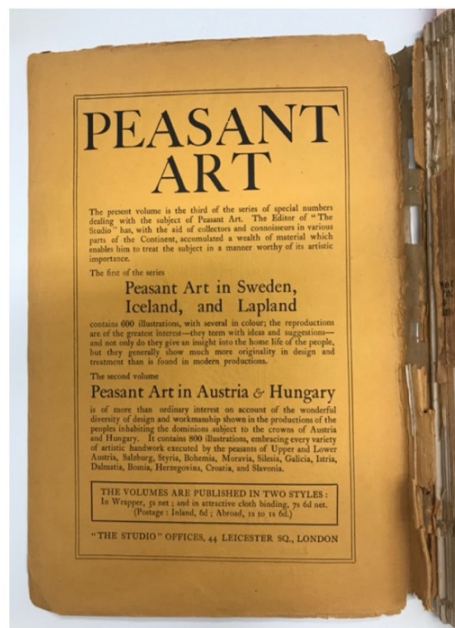 PEASANT
ART
The present volume is the third of the series of special numbers
dealing with the subject of Peasant Art. The Editor of "The
Studio" has, with the aid of collectors and connoisseurs in various
parts of the Continent, accumulated a wealth of material which
enables him to treat the subject in a manner worthy of its artistic
importance.
The first of the series
Peasant Art in Sweden,
Iceland, and Lapland
contains 600 illustrations, with several in colour; the reproductions
are of the greatest interest—they teem with ideas and suggestions—
and not only do they give an insight into the home life of the people,
but they generally show much more originality in design and
treatment than is found in modern productions.
The second volume
Peasant Art in Austria & Hungary
is of more than ordinary interest on account of the wonderful
diversity of design and workmanship shown in the productions of the
peoples inhabiting the dominions subject to the crowns of Austria
and Hungary. It contains 800 illustrations, embracing every variety
of artistic handwork executed by the peasants of Upper and Lower
Austria, Salzburg, Styria, Bohemia, Moravia, Silesia, Galicia, Istria,
Dalmatia, Bosnia, Herzegovina, Croatia, and Slavonia.
THE VOLUMES ARE PUBLISHED IN TWO STYLES:
In Wrapper, 5s net; and in attractive cloth binding, 7s 6d net.
(Postage: Inland, 6d; Abroad, 1s to 1s 6d.)
"THE STUDIO" OFFICES, 44 LEICESTER SQ., LONDON